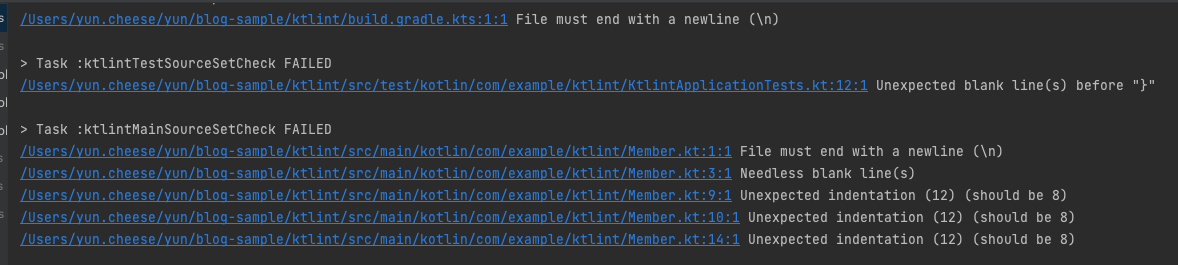 /Users/yun.cheese/yun/blog-sample/ktlint/build.gradle.kts:1:1 File must end with a newline (\n)
> Task :ktlintTestSourceSetCheck FAILED
/Users/yun.cheese/yun/blog-sample/ktlint/src/test/kotlin/com/example/ktlint/KtlintApplicationTests.kt:12:1 Unexpected blank line(s) before "}"
> Task :ktlintMainSourceSetCheck FAILED
/Users/yun.cheese/yun/blog-sample/ktlint/src/main/kotlin/com/example/ktlint/Member.kt:1:1 File must end with a newline (\n)
/Users/yun.cheese/yun/blog-sample/ktlint/src/main/kotlin/com/example/ktlint/Member.kt:3:1 Needless blank line(s)
/Users/yun.cheese/yun/blog-sample/ktlint/src/main/kotlin/com/example/ktlint/Member.kt:9:1 Unexpected indentation (12) (should be 8)
/Users/yun.cheese/yun/blog-sample/ktlint/src/main/kotlin/com/example/ktlint/Member.kt:10:1 Unexpected indentation (12) (should be 8)
/Users/yun.cheese/yun/blog-sample/ktlint/src/main/kotlin/com/example/ktlint/Member.kt:14:1 Unexpected indentation (12) (should be 8)